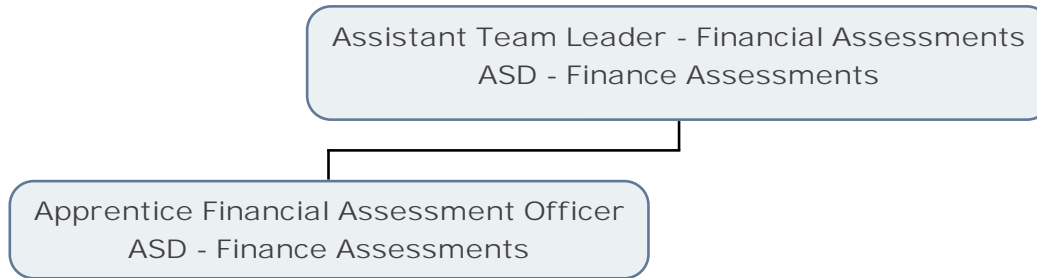 Assistant Team Leader - Financial Assessments
ASD - Finance Assessments
Apprentice Financial Assessment Officer
ASD - Finance Assessments